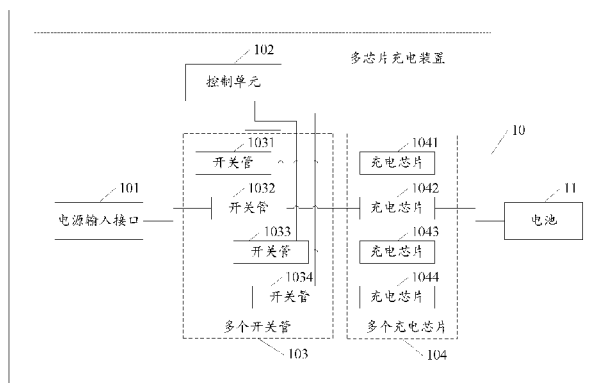 102
多芯片充电装置
控制单元
1031
1041
10
开关管
充电芯片
101
1032
1042
11
电源输入接口
开关管
充电芯片
电池
1033
1043
开关管
充电芯片
1034
1044
开关管
充电芯片
多个开关管
多个充电芯片
103
104